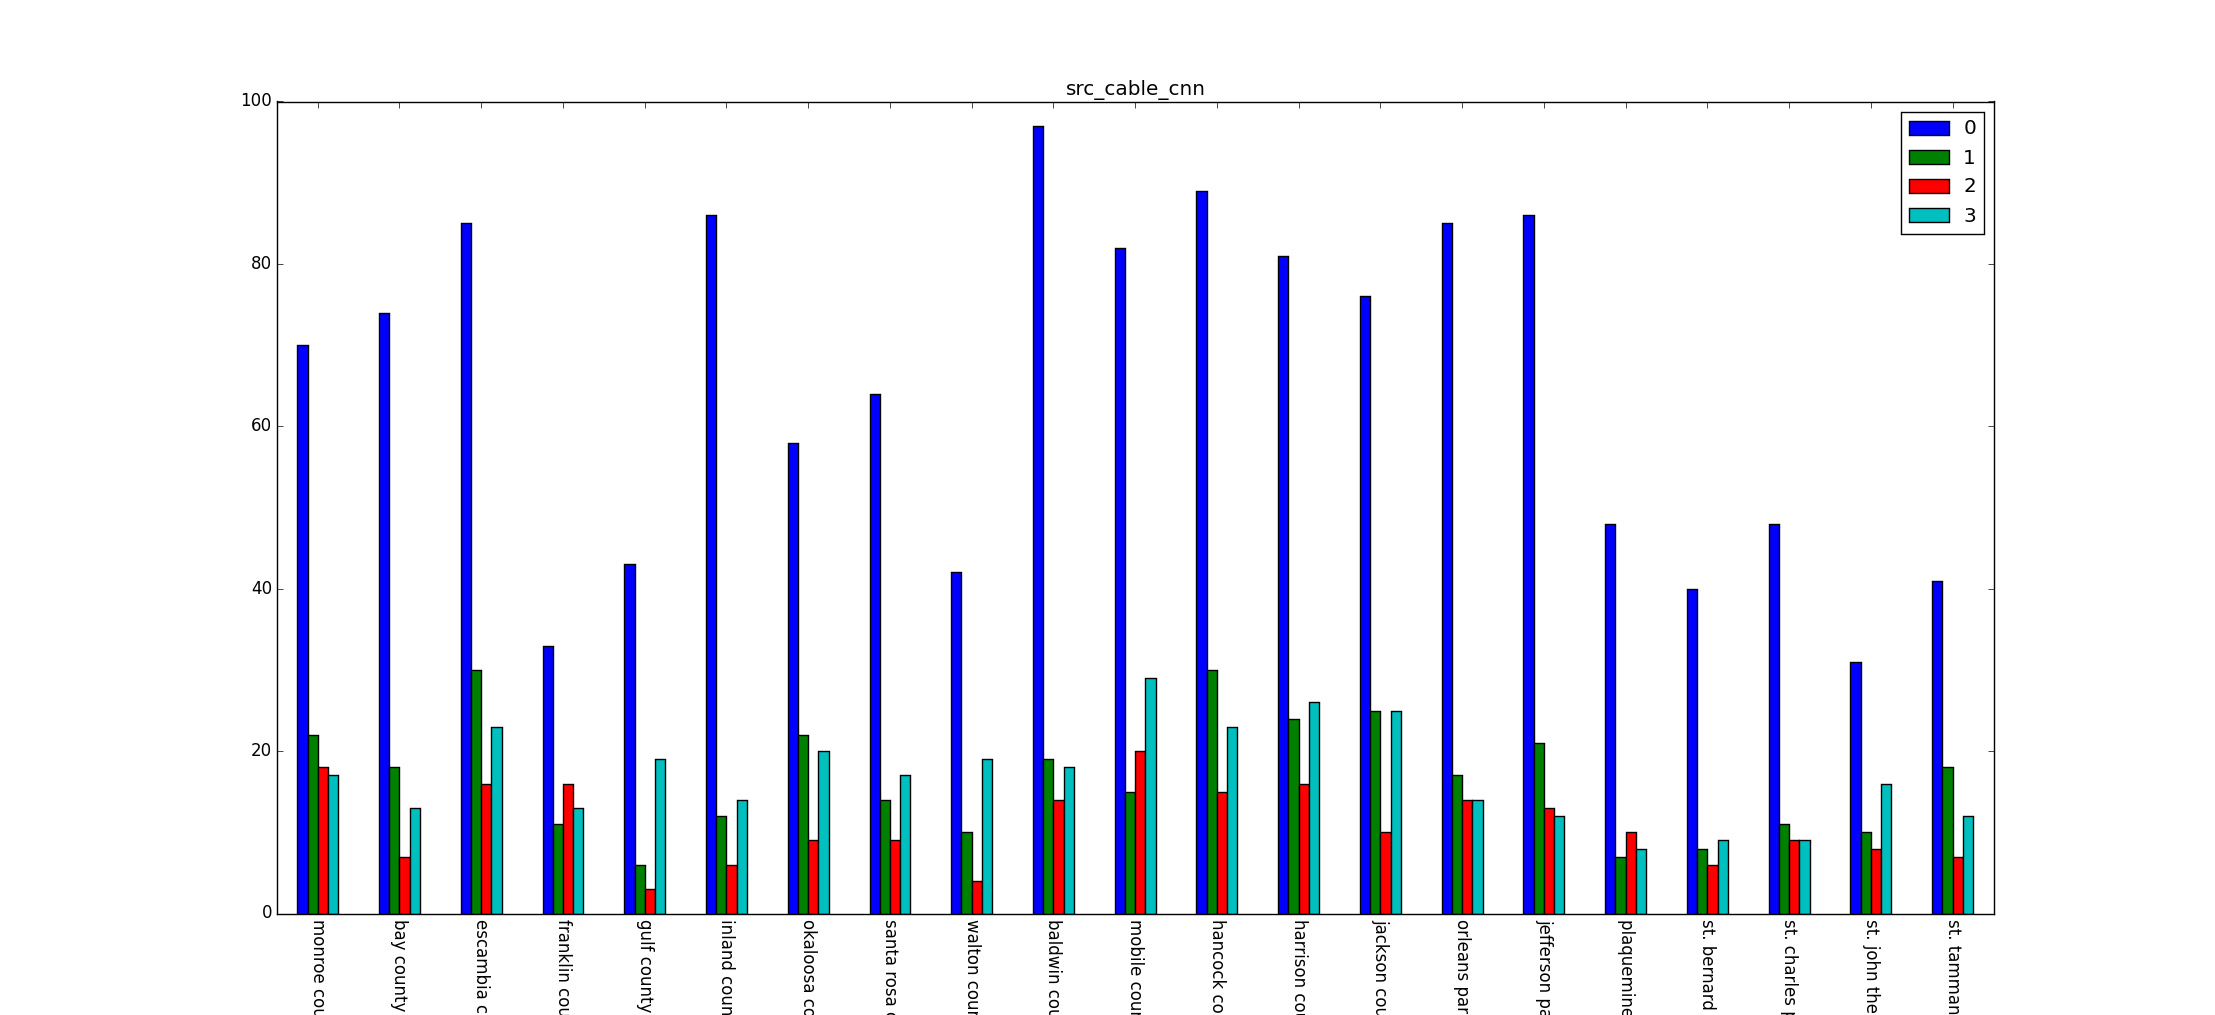 src_cable_cnn
100
80
60
40
20
0
0
1
2
3
monroe cou
bay county
escambia c
franklin cou
gulf county
inland coun
okaloosa co
santa rosa c
walton coun
baldwin cou
mobile coun
hancock co
harrison cou
jackson cou
orleans par
jefferson pa
plaquemine
st. bernard
st. charles p
st. john the
st. tamman